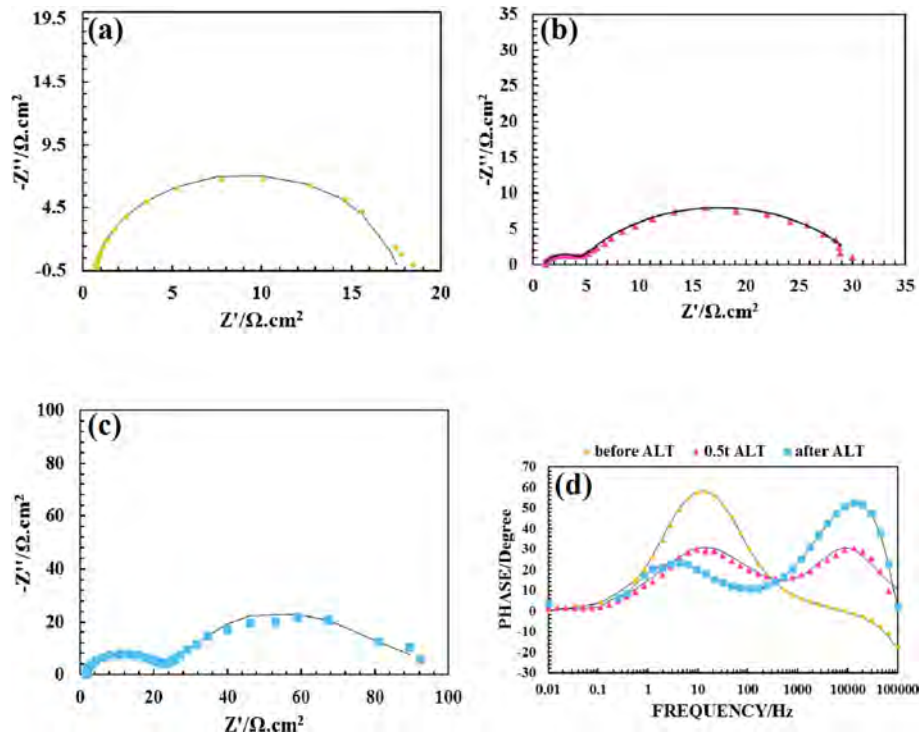 (a)
19.5
14.5
9.5
4.5
-0.5
-Z''/Ω.cm²
0 5 10 15 20
Z'/Ω.cm²
(b)
35
30
25
20
15
10
5
0
-Z''/Ω.cm²
0 5 10 15 20 25 30 35
Z'/Ω.cm²
(c)
100
80
60
40
20
0
-Z''/Ω.cm²
0 20 40 60 80 100
Z'/Ω.cm²
before ALT 0.5t ALT after ALT
(d)
70
60
50
40
30
20
10
0
-10
-20
-30
PHASE/Degree
0.01 0.1 1 10 100 1000 10000 100000
FREQUENCY/Hz